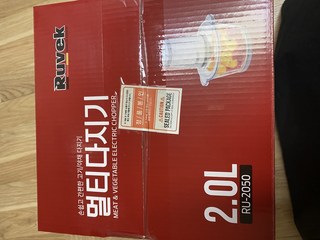 Ruvek
손쉽고 간편한 고기/야채 다지기
멀티다지기
MEAT & VEGETABLE ELECTRIC CHOPPER
SEALED PACKAGE
2.0L
RU-2050